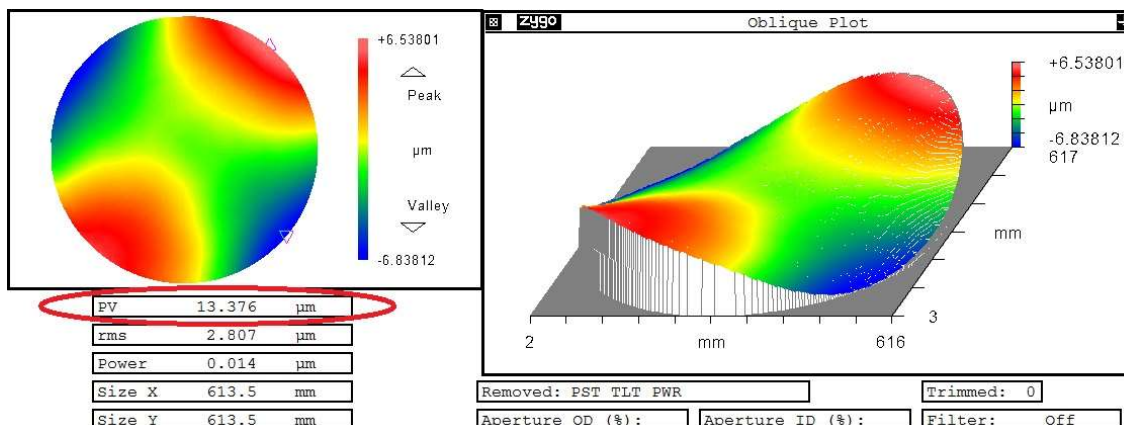 +6.53801
Peak
µm
Valley
-6.83812
PV 13.376 µm
rms 2.807 µm
Power 0.014 µm
Size X 613.5 mm
Size Y 613.5 mm
zygo Oblique Plot
+6.53801
µm
-6.83812
617
mm
3
2 mm 616
Removed: PST TLT PWR
Trimmed: 0
Aperture OD (%):
Aperture ID (%):
Filter: Off